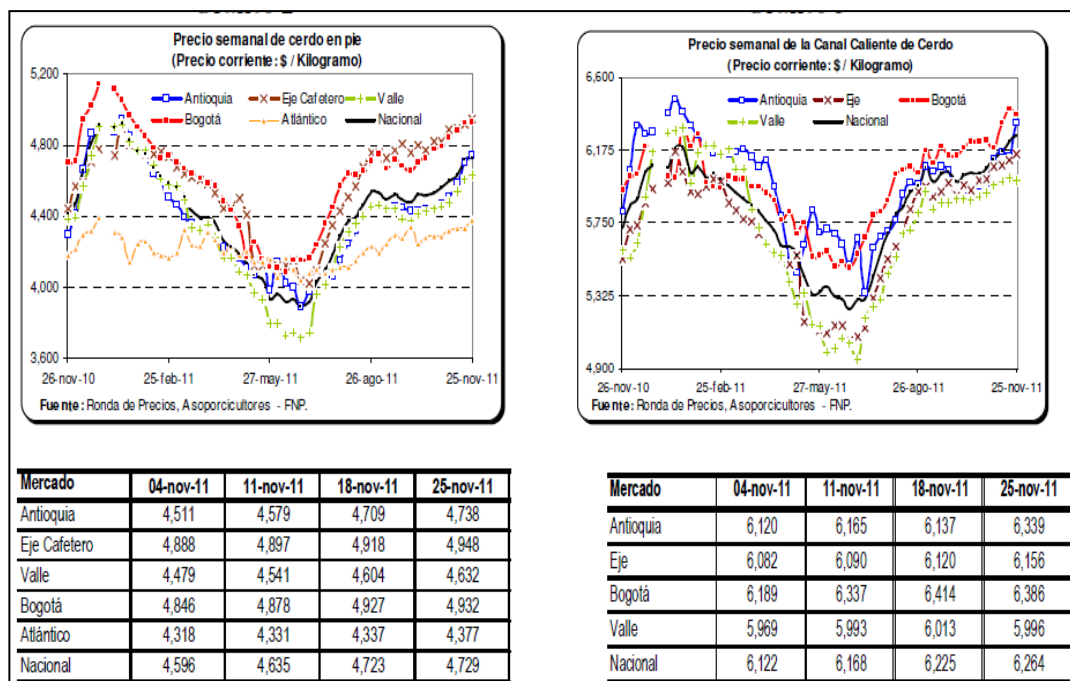 Precio semanal de cerdo en pie
(Precio corriente: $ / Kilogramo)
5,200
4,800
4,400
4,000
3,600
Antioquia
Eje Cafetero
Valle
Bogotá
Atlántico
Nacional
26-nov-10
25-feb-11
27-may-11
26-ago-11
25-nov-11
Fuente: Ronda de Precios, Asoporcicultores - FNP.
Precio semanal de la Canal Caliente de Cerdo
(Precio corriente: $ / Kilogramo)
6,600
6,175
5,750
5,325
4,900
Antioquia
Eje
Bogotá
Valle
Nacional
26-nov-10
25-feb-11
27-may-11
26-ago-11
25-nov-11
Fuente: Ronda de Precios, Asoporcicultores - FNP.
Mercado 04-nov-11 11-nov-11 18-nov-11 25-nov-11
Antioquia 4,511 4,579 4,709 4,738
Eje Cafetero 4,888 4,897 4,918 4,948
Valle 4,479 4,541 4,604 4,632
Bogotá 4,846 4,878 4,927 4,932
Atlántico 4,318 4,331 4,337 4,377
Nacional 4,596 4,635 4,723 4,729
Mercado 04-nov-11 11-nov-11 18-nov-11 25-nov-11
Antioquia 6,120 6,165 6,137 6,339
Eje 6,082 6,090 6,120 6,156
Bogotá 6,189 6,337 6,414 6,386
Valle 5,969 5,993 6,013 5,996
Nacional 6,122 6,168 6,225 6,264